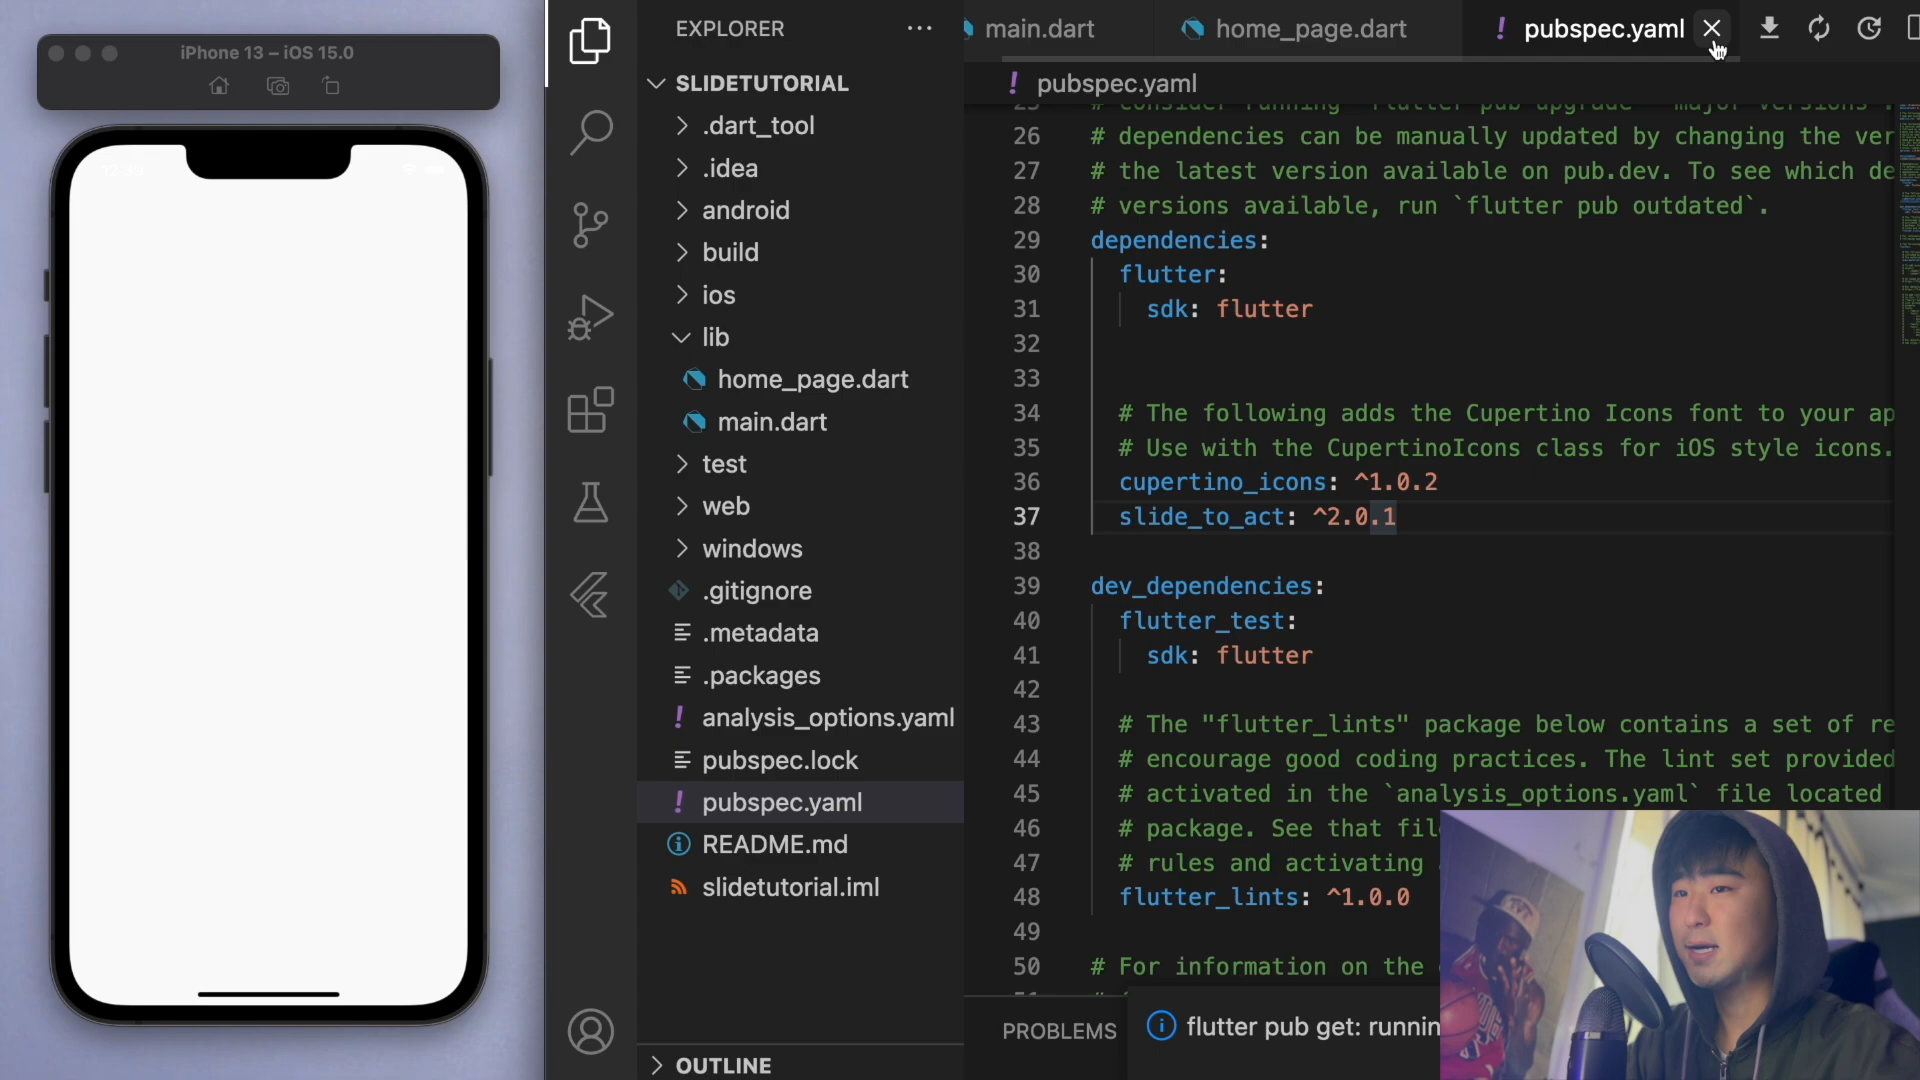 iPhone 13 – iOS 15.0
EXPLORER
SLIDETUTORIAL
.dart_tool
.idea
android
build
ios
lib
home_page.dart
main.dart
test
web
windows
.gitignore
.metadata
.packages
analysis_options.yaml
pubspec.lock
pubspec.yaml
README.md
slidetutorial.iml
OUTLINE
main.dart
home_page.dart
! pubspec.yaml
! pubspec.yaml
26 # dependencies can be manually updated by changing the ver
27 # the latest version available on pub.dev. To see which de
28 # versions available, run `flutter pub outdated`.
29 dependencies:
30 flutter:
31 sdk: flutter
32
33
34 # The following adds the Cupertino Icons font to your ap
35 # Use with the CupertinoIcons class for iOS style icons.
36 cupertino_icons: ^1.0.2
37 slide_to_act: ^2.0.1
38
39 dev_dependencies:
40 flutter_test:
41 sdk: flutter
42
43 # The "flutter_lints" package below contains a set of re
44 # encourage good coding practices. The lint set provided
45 # activated in the `analysis_options.yaml` file located
46 # package. See that fil
47 # rules and activating
48 flutter_lints: ^1.0.0
49
50 # For information on the
PROBLEMS
flutter pub get: runnin